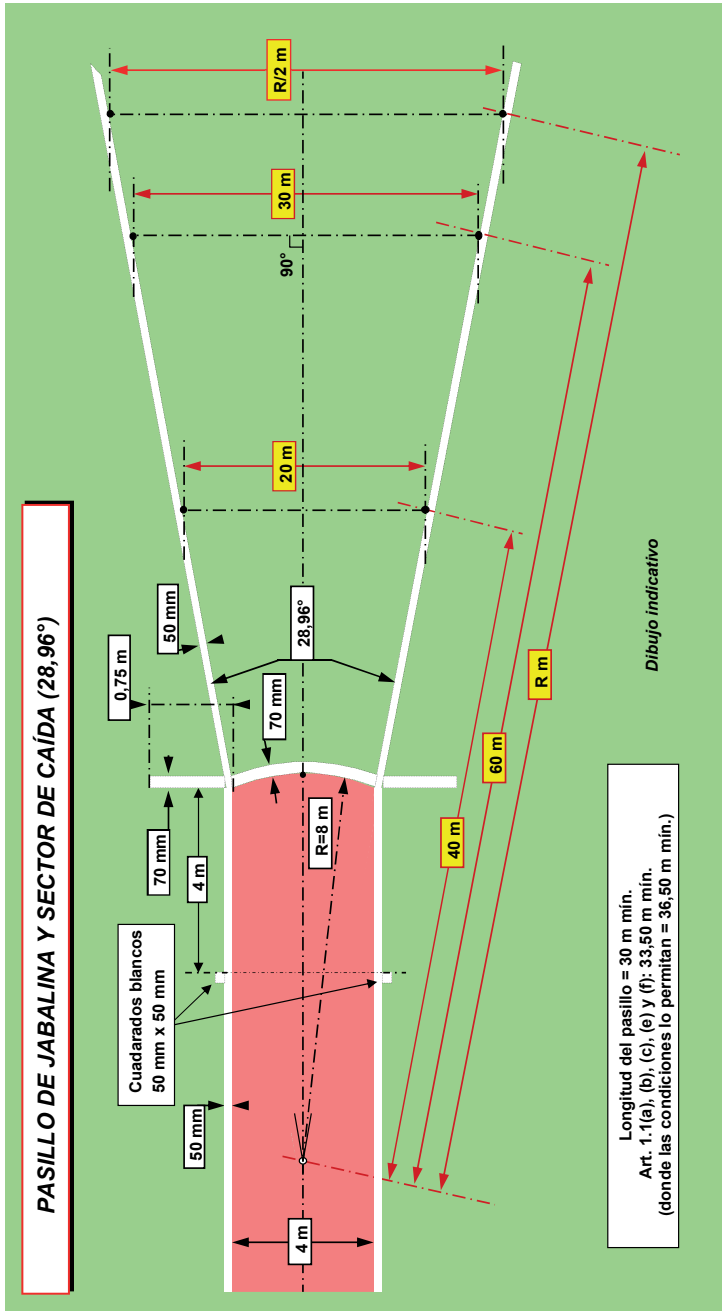 PASILLO DE JABALINA Y SECTOR DE CAÍDA (28,96°)
R/2 m
30 m
90°
20 m
50 mm
0,75 m
28,96°
70 mm
70 mm
4 m
R=8 m
Cuadarados blancos
50 mm x 50 mm
50 mm
4 m
40 m
60 m
R m
Dibujo indicativo
Longitud del pasillo = 30 m mín.
Art. 1.1(a), (b), (c), (e) y (f): 33,50 m mín.
(donde las condiciones lo permitan = 36,50 m mín.)